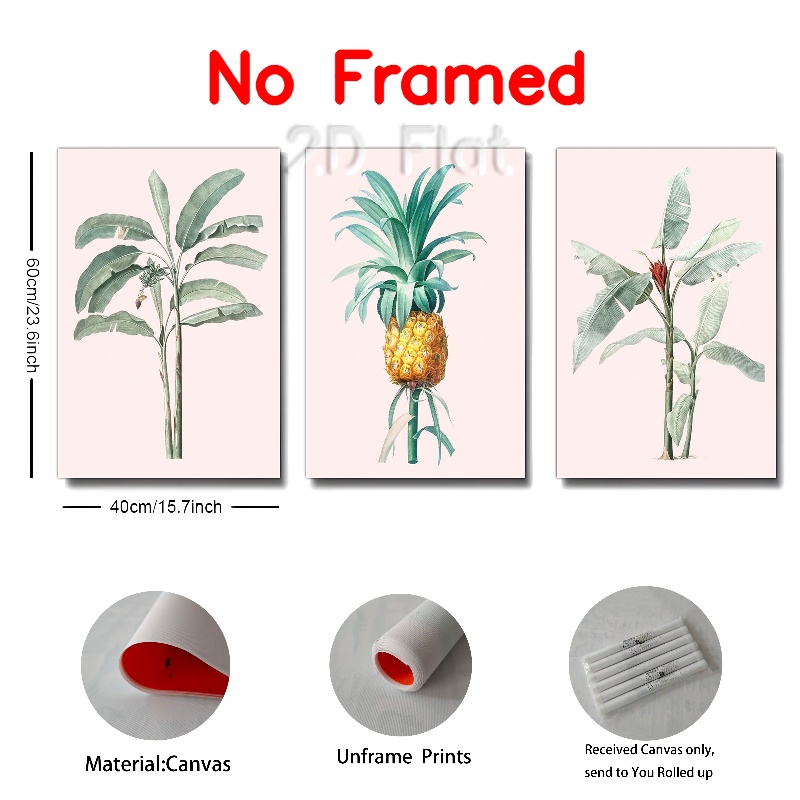 No Framed
2D Flat
60cm/23.6inch
40cm/15.7inch
Material:Canvas
Unframe Prints
Received Canvas only,
send to You Rolled up